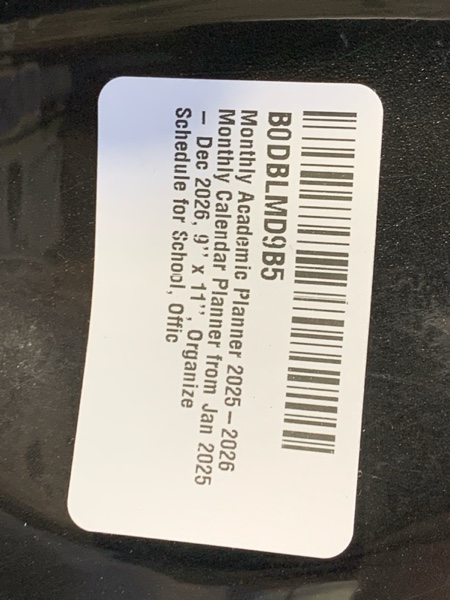 B0DBLMD9B5
Monthly Academic Planner 2025–2026
Monthly Calendar Planner from Jan 2025
– Dec 2026, 9'' x 11'', Organize
Schedule for School, Offic